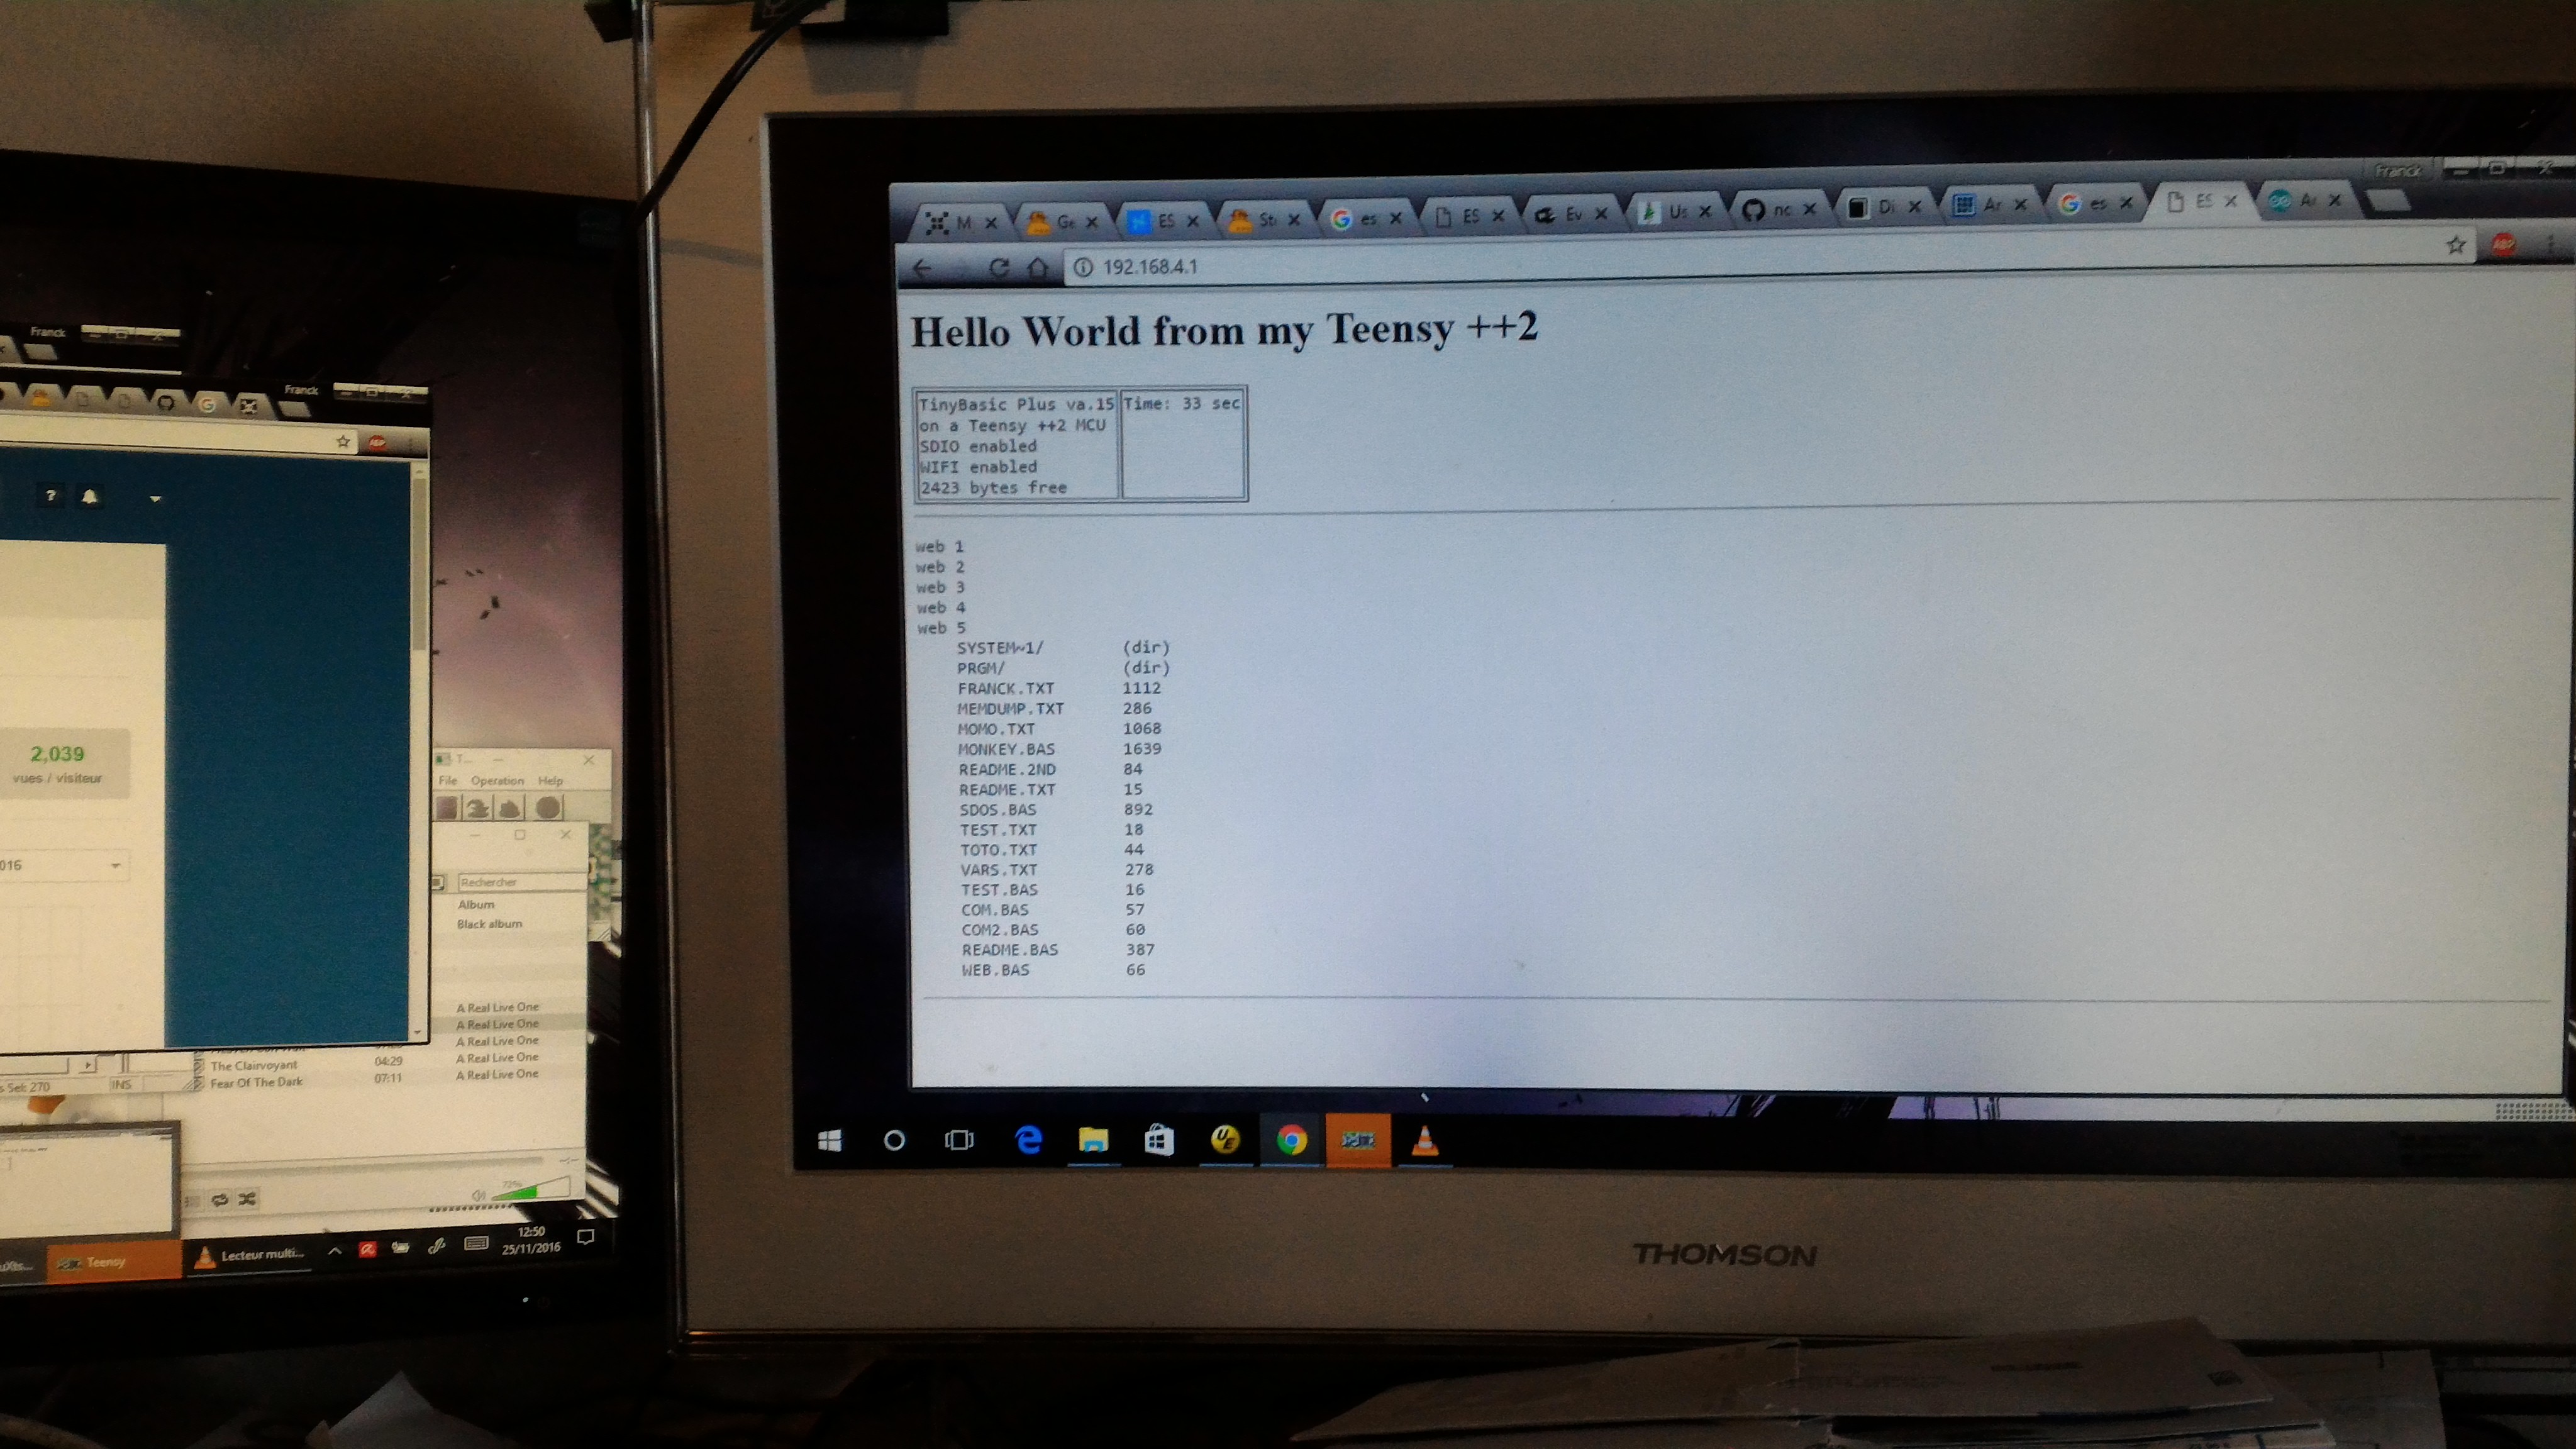 Franck
Franck
?
2,039
vues / visiteur
016
File Operation Help
Rechercher
Album
Black album
A Real Live One
A Real Live One
A Real Live One
The Clairvoyant 04:29 A Real Live One
Fear Of The Dark 07:11 A Real Live One
Sel: 270 INS
72%
12:50
25/11/2016
Teensy
Lecteur multi...
Franck
M
Ge
ES
St
es
ES
Ev
Us
nc
Di
Ar
es
ES
Ar
192.168.4.1
ABP
Hello World from my Teensy ++2
TinyBasic Plus va.15 Time: 33 sec
on a Teensy ++2 MCU
SDIO enabled
WIFI enabled
2423 bytes free
web 1
web 2
web 3
web 4
web 5
SYSTEM~1/ (dir)
PRGM/ (dir)
FRANCK.TXT 1112
MEMDUMP.TXT 286
MOMO.TXT 1068
MONKEY.BAS 1639
README.2ND 84
README.TXT 15
SDOS.BAS 892
TEST.TXT 18
TOTO.TXT 44
VARS.TXT 278
TEST.BAS 16
COM.BAS 57
COM2.BAS 60
README.BAS 387
WEB.BAS 66
UE
THOMSON